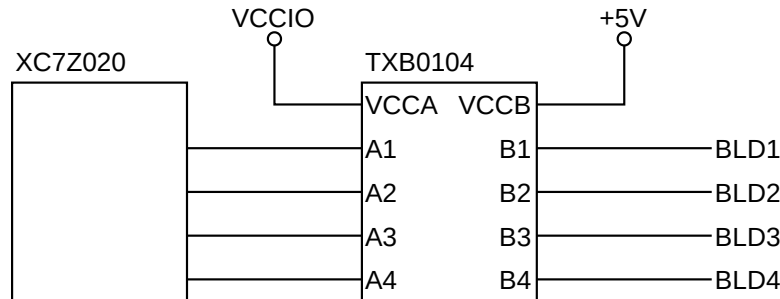 VCCIO +5V
XC7Z020 TXB0104
VCCA VCCB
A1 B1 BLD1
A2 B2 BLD2
A3 B3 BLD3
A4 B4 BLD4